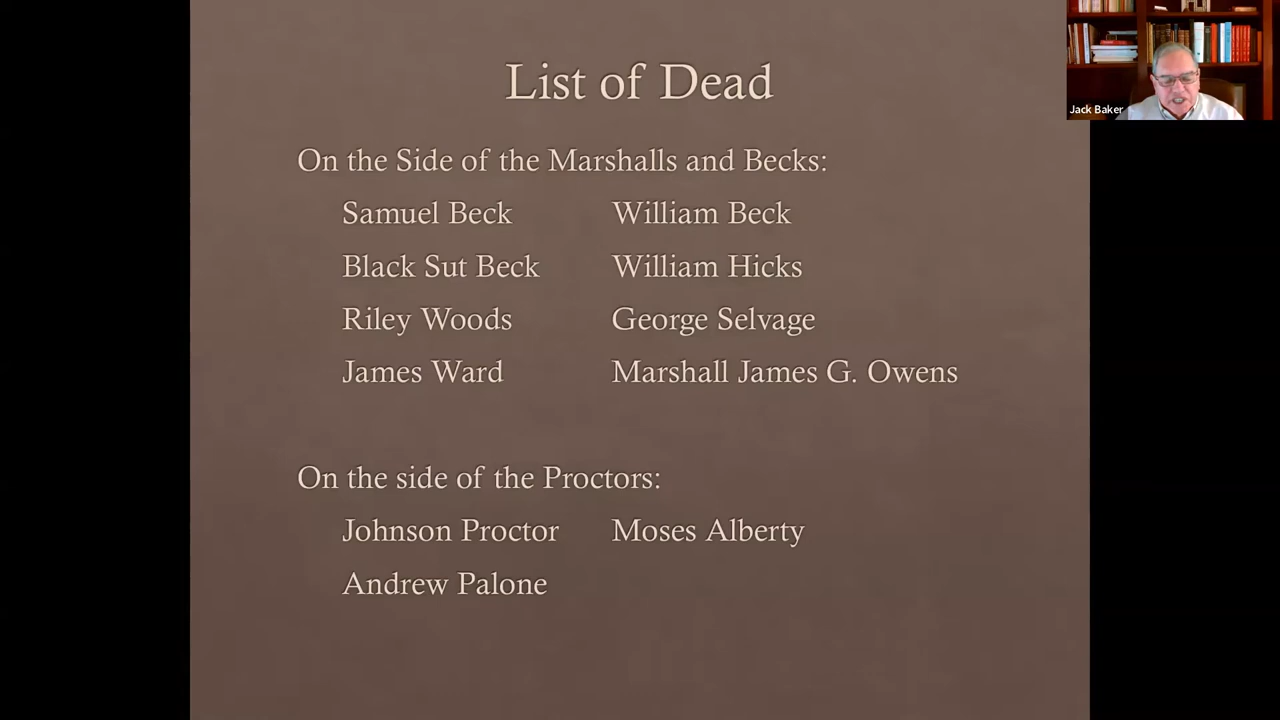 List of Dead
Jack Baker
On the Side of the Marshalls and Becks:
Samuel Beck William Beck
Black Sut Beck William Hicks
Riley Woods George Selvage
James Ward Marshall James G. Owens
On the side of the Proctors:
Johnson Proctor Moses Alberty
Andrew Palone